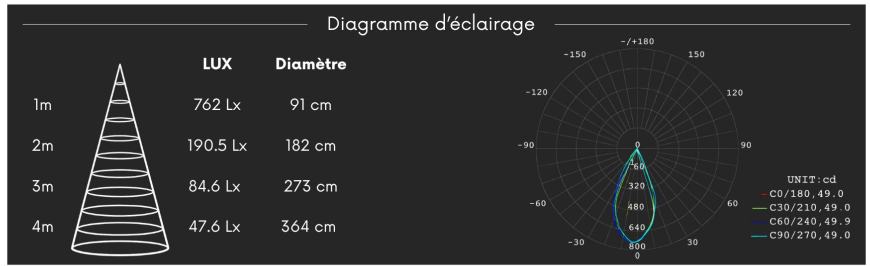 Diagramme d'éclairage
LUX Diamètre
1m 762 Lx 91 cm
2m 190.5 Lx 182 cm
3m 84.6 Lx 273 cm
4m 47.6 Lx 364 cm
-/+180
-150 150
-120 120
-90 0 90
160
320
-60 480 60
640
-30 800 30
0
UNIT:cd
C0/180,49.0
C30/210,49.0
C60/240,49.9
C90/270,49.0